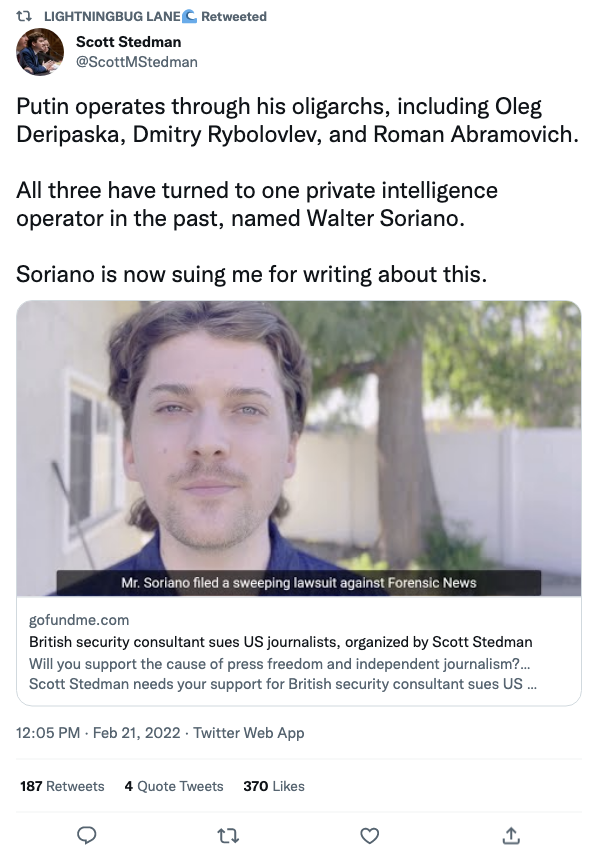 LIGHTNINGBUG LANE🌊 Retweeted
Scott Stedman
@ScottMStedman
Putin operates through his oligarchs, including Oleg
Deripaska, Dmitry Rybolovlev, and Roman Abramovich.
All three have turned to one private intelligence
operator in the past, named Walter Soriano.
Soriano is now suing me for writing about this.
Mr. Soriano filed a sweeping lawsuit against Forensic News
gofundme.com
British security consultant sues US journalists, organized by Scott Stedman
Will you support the cause of press freedom and independent journalism?...
Scott Stedman needs your support for British security consultant sues US ...
12:05 PM · Feb 21, 2022 · Twitter Web App
187 Retweets 4 Quote Tweets 370 Likes